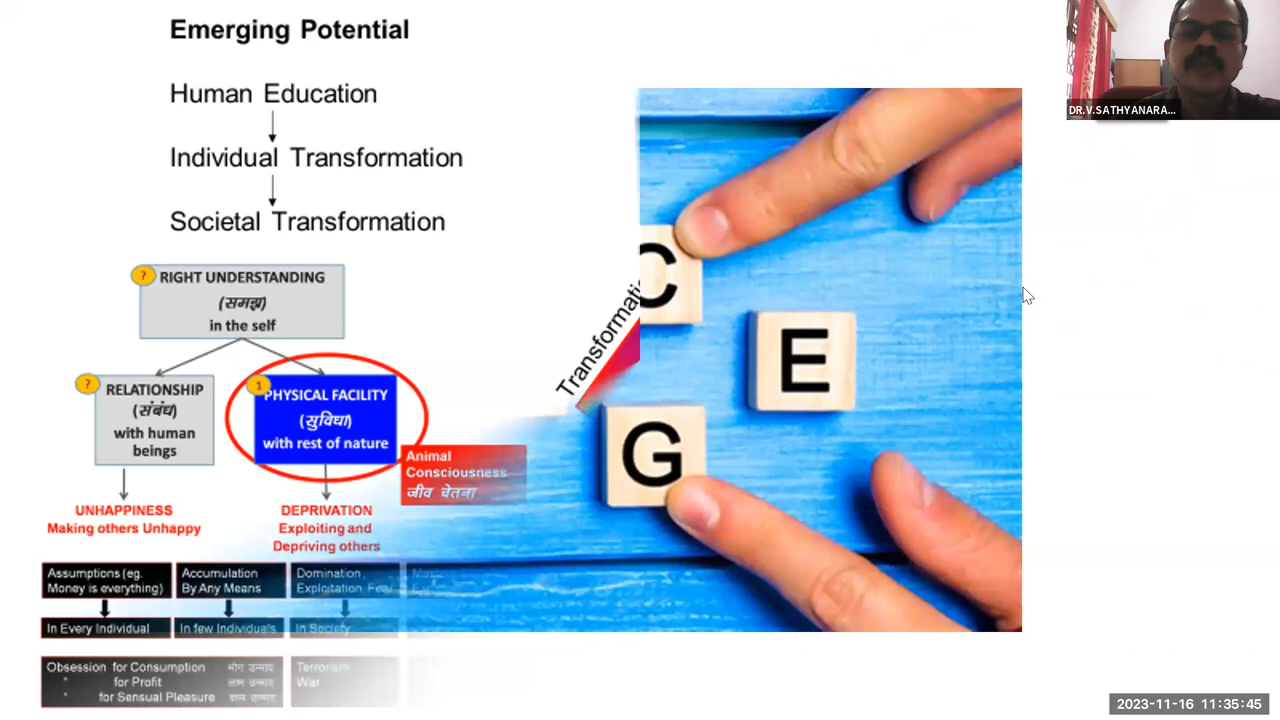 Emerging Potential
Human Education
Individual Transformation
Societal Transformation
?
RIGHT UNDERSTANDING
(समझ)
in the self
?
RELATIONSHIP
(संबंध)
with human
beings
1
PHYSICAL FACILITY
(सुविधा)
with rest of nature
UNHAPPINESS
Making others Unhappy
DEPRIVATION
Exploiting and
Depriving others
Animal
Consciousness
जीव चेतना
Assumptions (eg.
Money is everything)
In Every Individual
Accumulation
By Any Means
In few Individuals
Domination,
Exploitation
In Society
Obsession for Consumption भोग उन्माद
" for Profit लाभ उन्माद
" for Sensual Pleasure काम उन्माद
Terrorism
War
C
E
G
DR.V.SATHYANARA...
2023-11-16 11:35:45